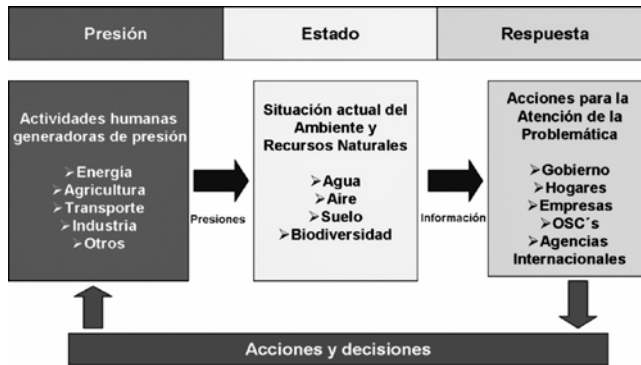 Presión
Estado
Respuesta
Actividades humanas
generadoras de presión
➢Energía
➢Agricultura
➢Transporte
➢Industria
➢Otros
Presiones
Situación actual del
Ambiente y
Recursos Naturales
➢Agua
➢Aire
➢Suelo
➢Biodiversidad
Información
Acciones para la
Atención de la
Problemática
➢Gobierno
➢Hogares
➢Empresas
➢OSC´s
➢Agencias
Internacionales
Acciones y decisiones